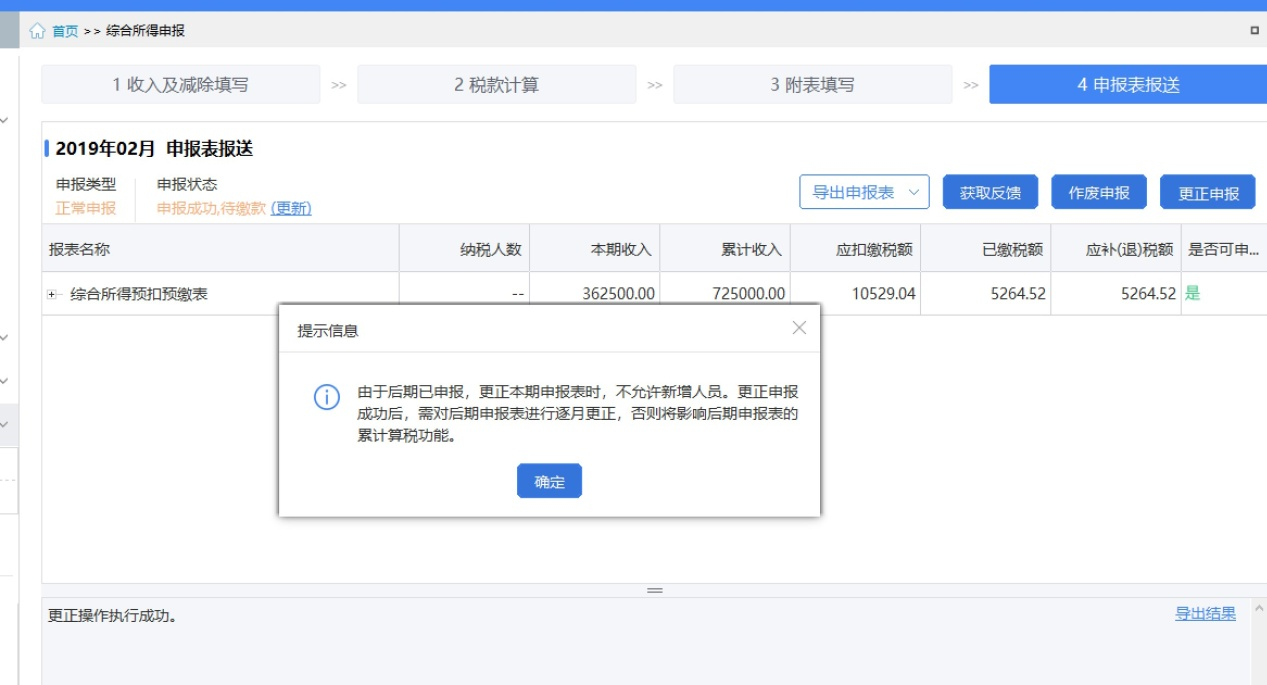 首页 >> 综合所得申报
1 收入及减除填写 >> 2 税款计算 >> 3 附表填写 >> 4 申报表报送
2019年02月 申报表报送
申报类型 申报状态
正常申报 申报成功,待缴款 (更新)
导出申报表 获取反馈 作废申报 更正申报
报表名称 纳税人数 本期收入 累计收入 应扣缴税额 已缴税额 应补(退)税额 是否可申...
综合所得预扣预缴表 -- 362500.00 725000.00 10529.04 5264.52 5264.52 是
提示信息
由于后期已申报，更正本期申报表时，不允许新增人员。更正申报
成功后，需对后期申报表进行逐月更正，否则将影响后期申报表的
累计算税功能。
确定
更正操作执行成功。 导出结果